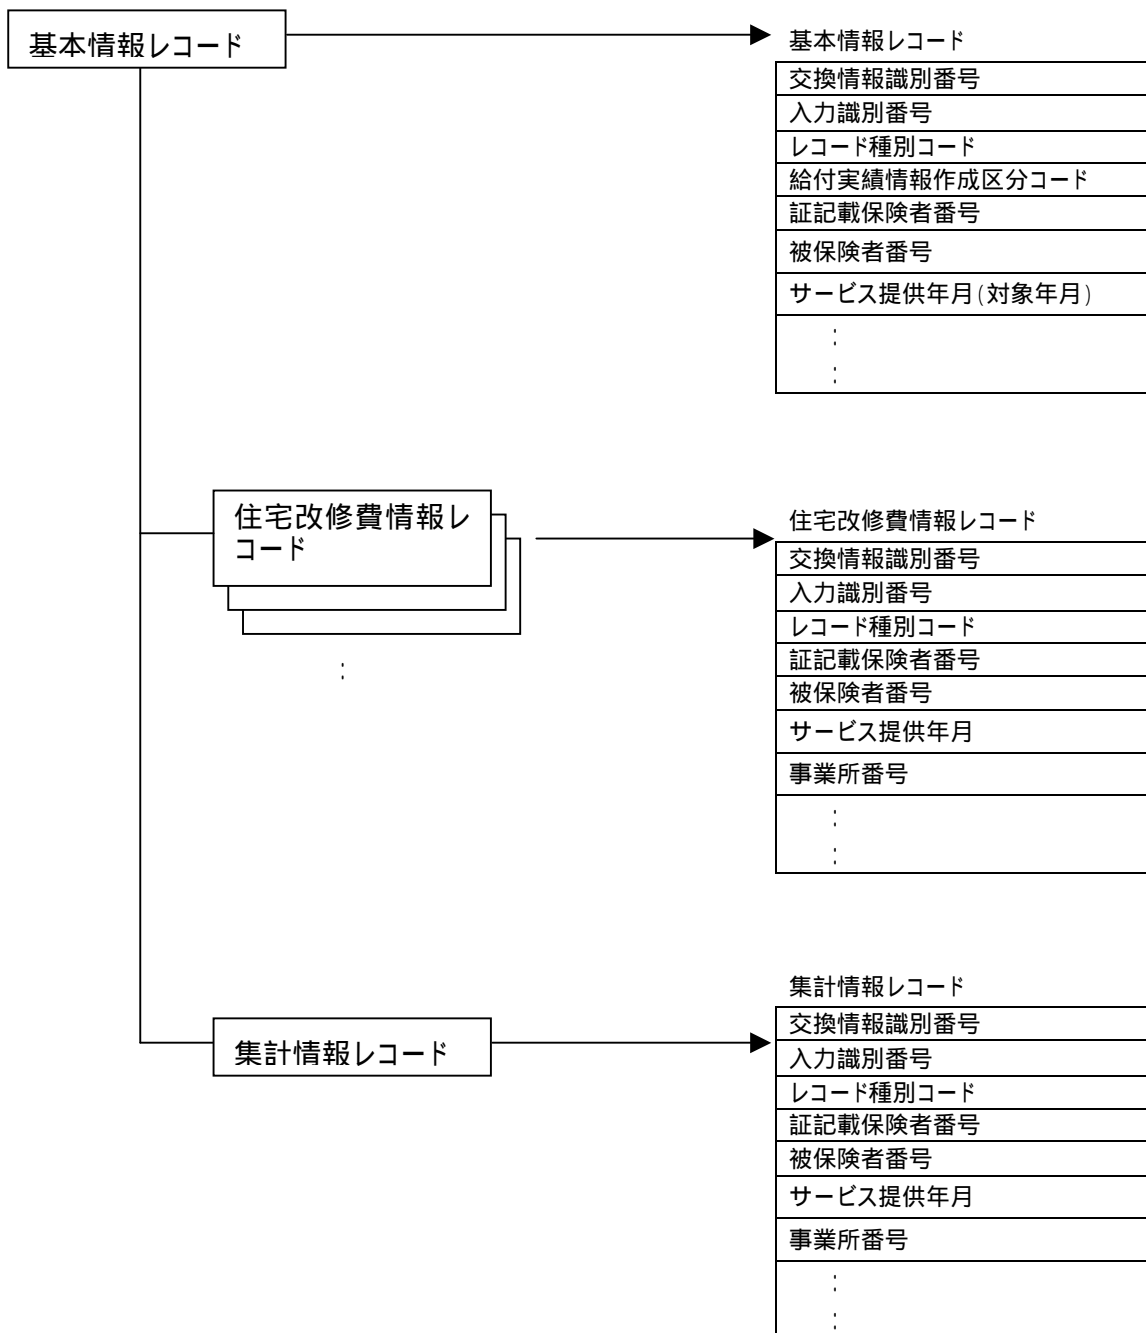 基本情報レコード
基本情報レコード
交換情報識別番号
入力識別番号
レコード種別コード
給付実績情報作成区分コード
証記載保険者番号
被保険者番号
サービス提供年月(対象年月)
:
:
住宅改修費情報レ
コード
:
住宅改修費情報レコード
交換情報識別番号
入力識別番号
レコード種別コード
証記載保険者番号
被保険者番号
サービス提供年月
事業所番号
:
:
集計情報レコード
集計情報レコード
交換情報識別番号
入力識別番号
レコード種別コード
証記載保険者番号
被保険者番号
サービス提供年月
事業所番号
:
: